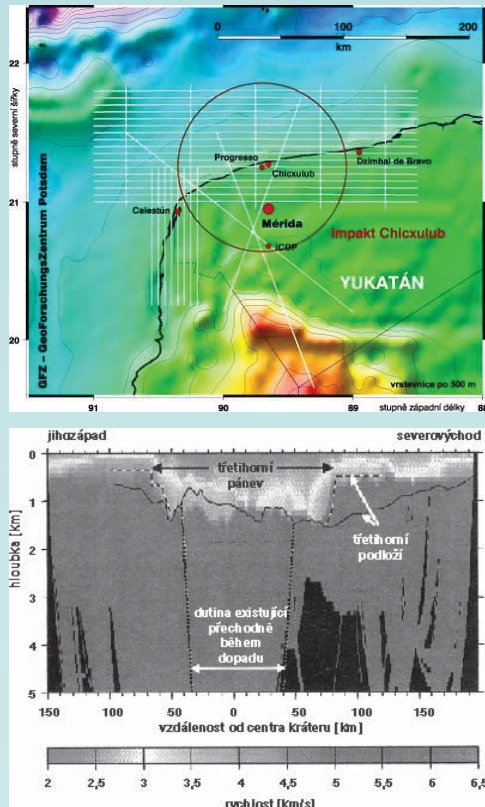 0 100 200
km
22
21
20
stupně severní šířky
GFZ – GeoForschungsZentrum Potsdam
Progresso
Chicxulub
Dzimbal de Bravo
Celestún
Mérida
impakt Chicxulub
ICDP
YUKATÁN
vrstevnice po 500 m
91 90 89 88
stupně západní délky
jihozápad severovýchod
třetihorní
pánev
třetihorní
podloží
dutina existující
přechodně
během
dopadu
hloubka [km]
0
1
2
3
4
5
150 100 50 0 50 100 150
vzdálenost od centra kráteru [km]
2 2,5 3 3,5 4 4,5 5 5,5 6 6,5
rychlost [km/s]